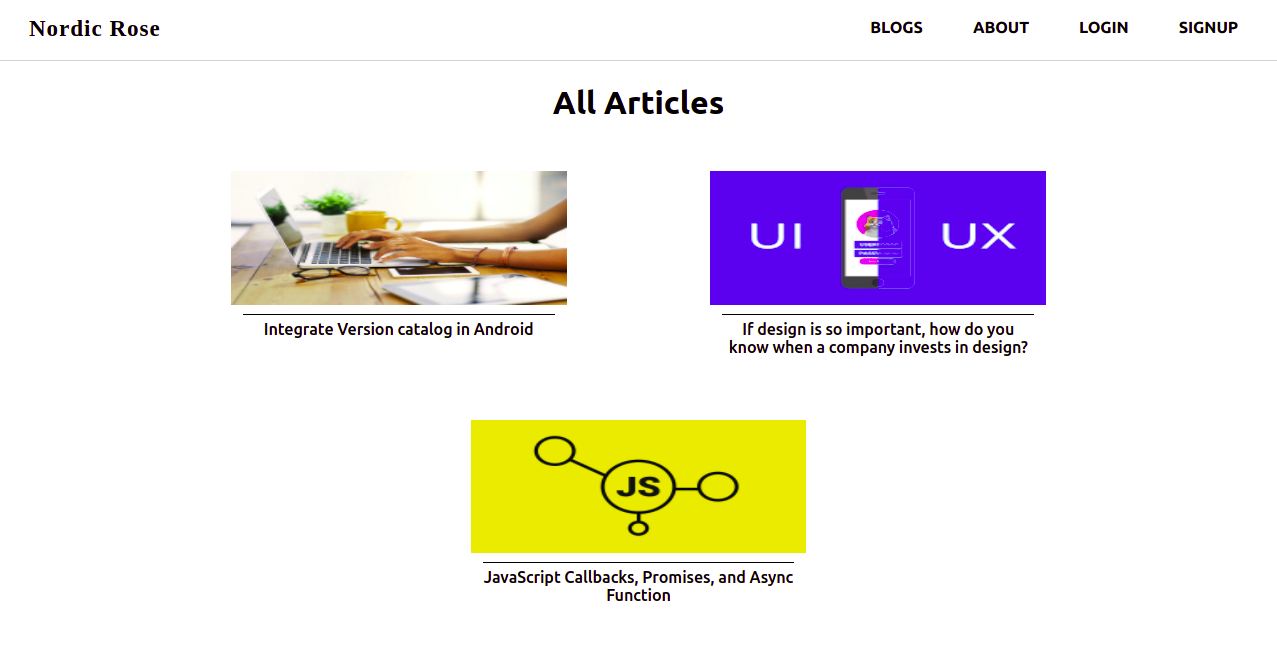 Nordic Rose
BLOGS
ABOUT
LOGIN
SIGNUP
All Articles
UI
UX
Integrate Version catalog in Android
If design is so important, how do you
know when a company invests in design?
JS
JavaScript Callbacks, Promises, and Async
Function